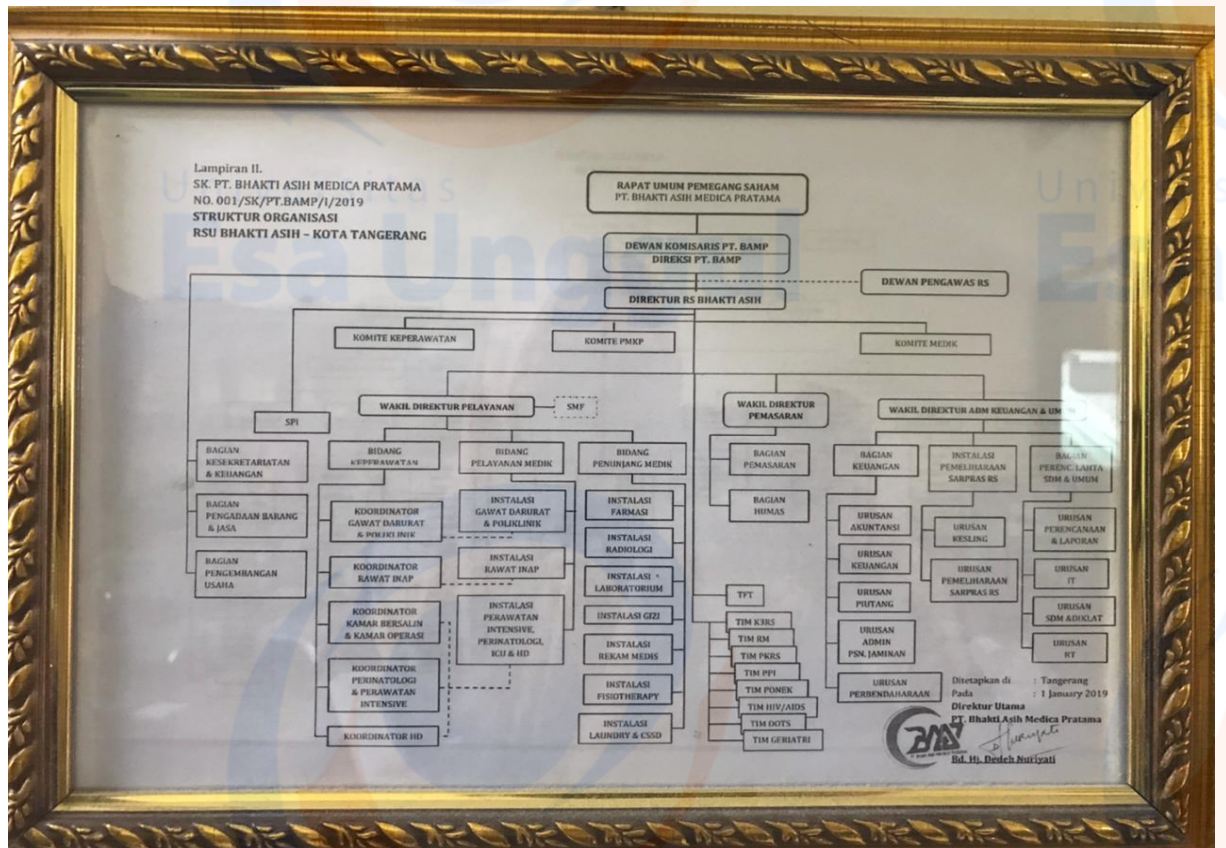 Lampiran II.
SK. PT. BHAKTI ASIH MEDICA PRATAMA
NO. 001/SK/PT.BAMP/I/2019
STRUKTUR ORGANISASI
RSU BHAKTI ASIH – KOTA TANGERANG
Universitas
Esa Unggul
Uni
Es
RAPAT UMUM PEMEGANG SAHAM
PT. BHAKTI ASIH MEDICA PRATAMA
DEWAN KOMISARIS PT. BAMP
DIREKSI PT. BAMP
DEWAN PENGAWAS RS
DIREKTUR RS BHAKTI ASIH
KOMITE KEPERAWATAN
KOMITE PMKP
KOMITE MEDIK
SPI
WAKIL DIREKTUR PELAYANAN
SMF
WAKIL DIREKTUR
PEMASARAN
WAKIL DIREKTUR ADM KEUANGAN & UMUM
BAGIAN
KESEKRETARIATAN
& KEUANGAN
BAGIAN
PENGADAAN BARANG
& JASA
BAGIAN
PENGEMBANGAN
USAHA
BIDANG
KEPERAWATAN
KOORDINATOR
GAWAT DARURAT
& POLIKLINIK
KOORDINATOR
RAWAT INAP
KOORDINATOR
KAMAR BERSALIN
& KAMAR OPERASI
KOORDINATOR
PERINATOLOGI
& PERAWATAN
INTENSIVE
KOORDINATOR HD
BIDANG
PELAYANAN MEDIK
INSTALASI
GAWAT DARURAT
& POLIKLINIK
INSTALASI
RAWAT INAP
INSTALASI
PERAWATAN
INTENSIVE,
PERINATOLOGI,
ICU & HD
BIDANG
PENUNJANG MEDIK
INSTALASI
FARMASI
INSTALASI
RADIOLOGI
INSTALASI
LABORATORIUM
INSTALASI GIZI
INSTALASI
REKAM MEDIS
INSTALASI
FISIOTHERAPY
INSTALASI
LAUNDRY & CSSD
BAGIAN
PEMASARAN
BAGIAN
HUMAS
TFT
TIM K3RS
TIM RM
TIM PKRS
TIM PPI
TIM PONEK
TIM HIV/AIDS
TIM DOTS
TIM GERIATRI
BAGIAN
KEUANGAN
URUSAN
AKUNTANSI
URUSAN
KEUANGAN
URUSAN
PIUTANG
URUSAN
ADMIN
PSN. JAMINAN
URUSAN
PERBENDAHARAAN
INSTALASI
PEMELIHARAAN
SARPRAS RS
URUSAN
KESLING
URUSAN
PEMELIHARAAN
SARPRAS RS
BAGIAN
PERENC. LAHTA
SDM & UMUM
URUSAN
PERENCANAAN
& LAPORAN
URUSAN
IT
URUSAN
SDM &DIKLAT
URUSAN
RT
Ditetapkan di : Tangerang
Pada : 1 January 2019
Direktur Utama
PT. Bhakti Asih Medica Pratama
Bd. Hj. Dedeh Nuriyati